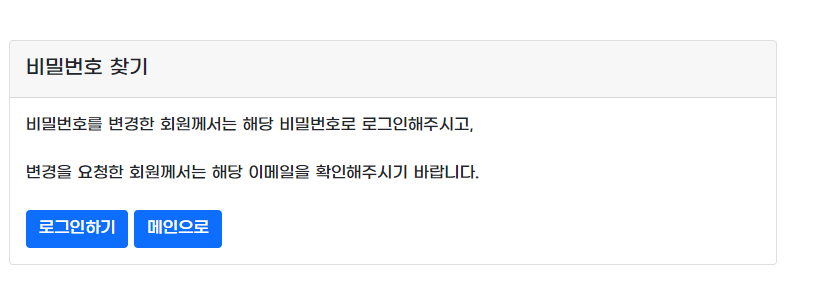 비밀번호 찾기
비밀번호를 변경한 회원께서는 해당 비밀번호로 로그인해주시고,
변경을 요청한 회원께서는 해당 이메일을 확인해주시기 바랍니다.
로그인하기 메인으로